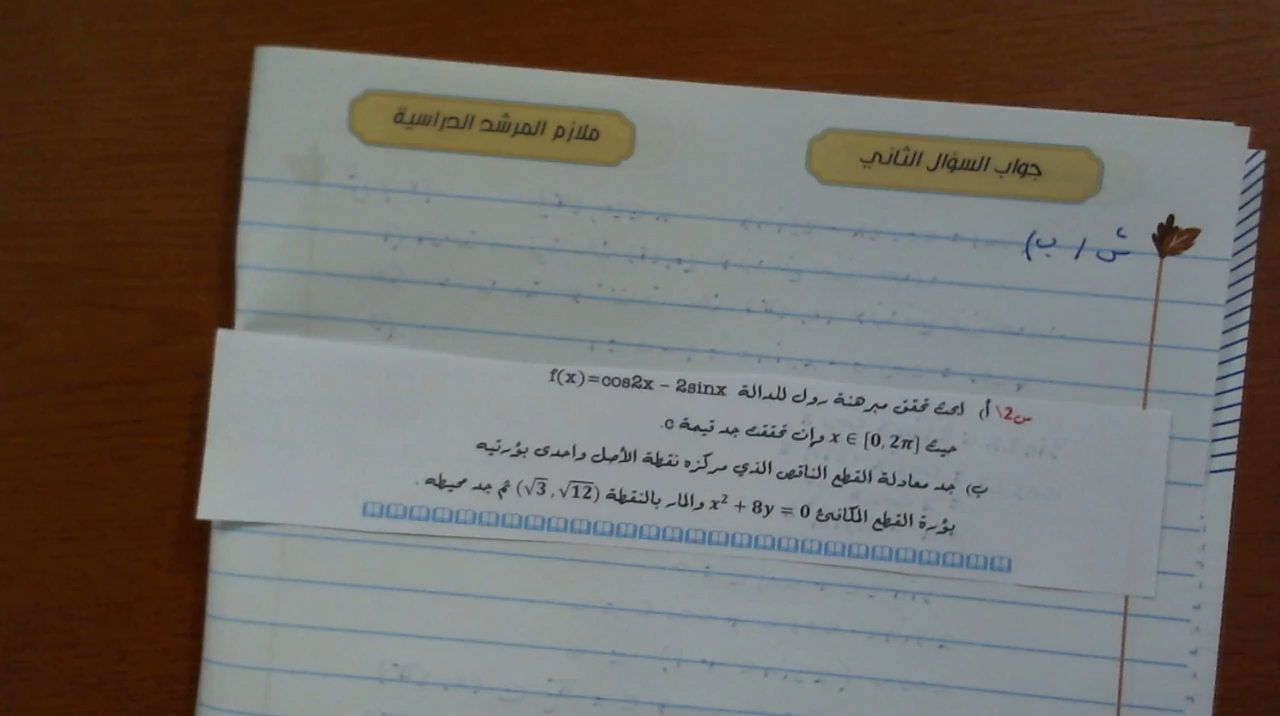 جواب السؤال الثاني
ملازم المرشد الدراسية
س / ب)
س2\ أ) ابحث تحقق مبرهنة رول للدالة f(x)=cos2x − 2sinx
حيث x ∈ [0, 2π] وإن تحققت جد قيمة c.
ب) جد معادلة القطع الناقص الذي مركزه نقطة الأصل واحدى بؤرتيه
بؤرة القطع المكافئ x² + 8y = 0 والمار بالنقطة (√3, √12) ثم جد محيطه.